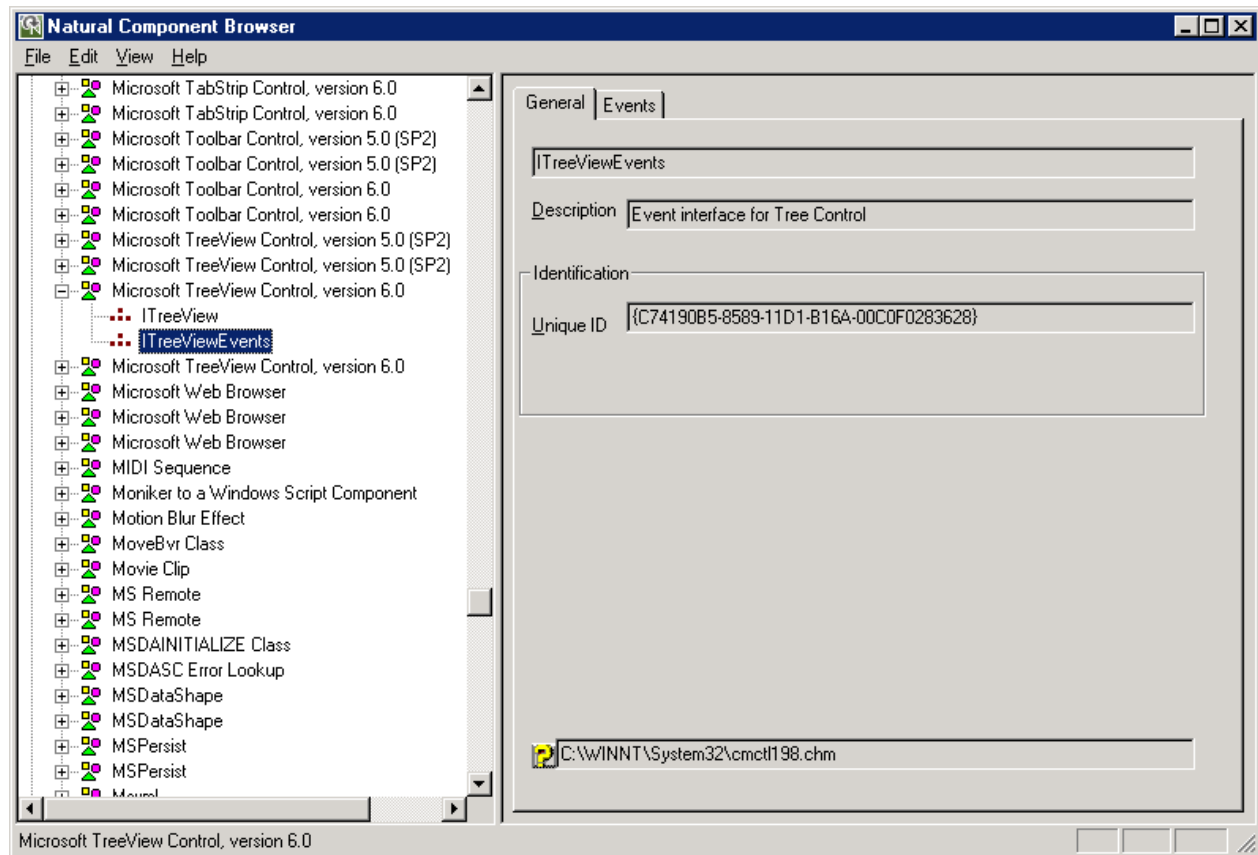 Natural Component Browser
File Edit View Help
Microsoft TabStrip Control, version 6.0
Microsoft TabStrip Control, version 6.0
Microsoft Toolbar Control, version 5.0 (SP2)
Microsoft Toolbar Control, version 5.0 (SP2)
Microsoft Toolbar Control, version 6.0
Microsoft Toolbar Control, version 6.0
Microsoft TreeView Control, version 5.0 (SP2)
Microsoft TreeView Control, version 5.0 (SP2)
Microsoft TreeView Control, version 6.0
ITreeView
ITreeViewEvents
Microsoft TreeView Control, version 6.0
Microsoft Web Browser
Microsoft Web Browser
Microsoft Web Browser
MIDI Sequence
Moniker to a Windows Script Component
Motion Blur Effect
MoveBvr Class
Movie Clip
MS Remote
MS Remote
MSDAINITIALIZE Class
MSDASC Error Lookup
MSDataShape
MSDataShape
MSPersist
MSPersist
General Events
ITreeViewEvents
Description Event interface for Tree Control
Identification
Unique ID {C74190B5-8589-11D1-B16A-00C0F0283628}
C:\WINNT\System32\cmctl198.chm
Microsoft TreeView Control, version 6.0